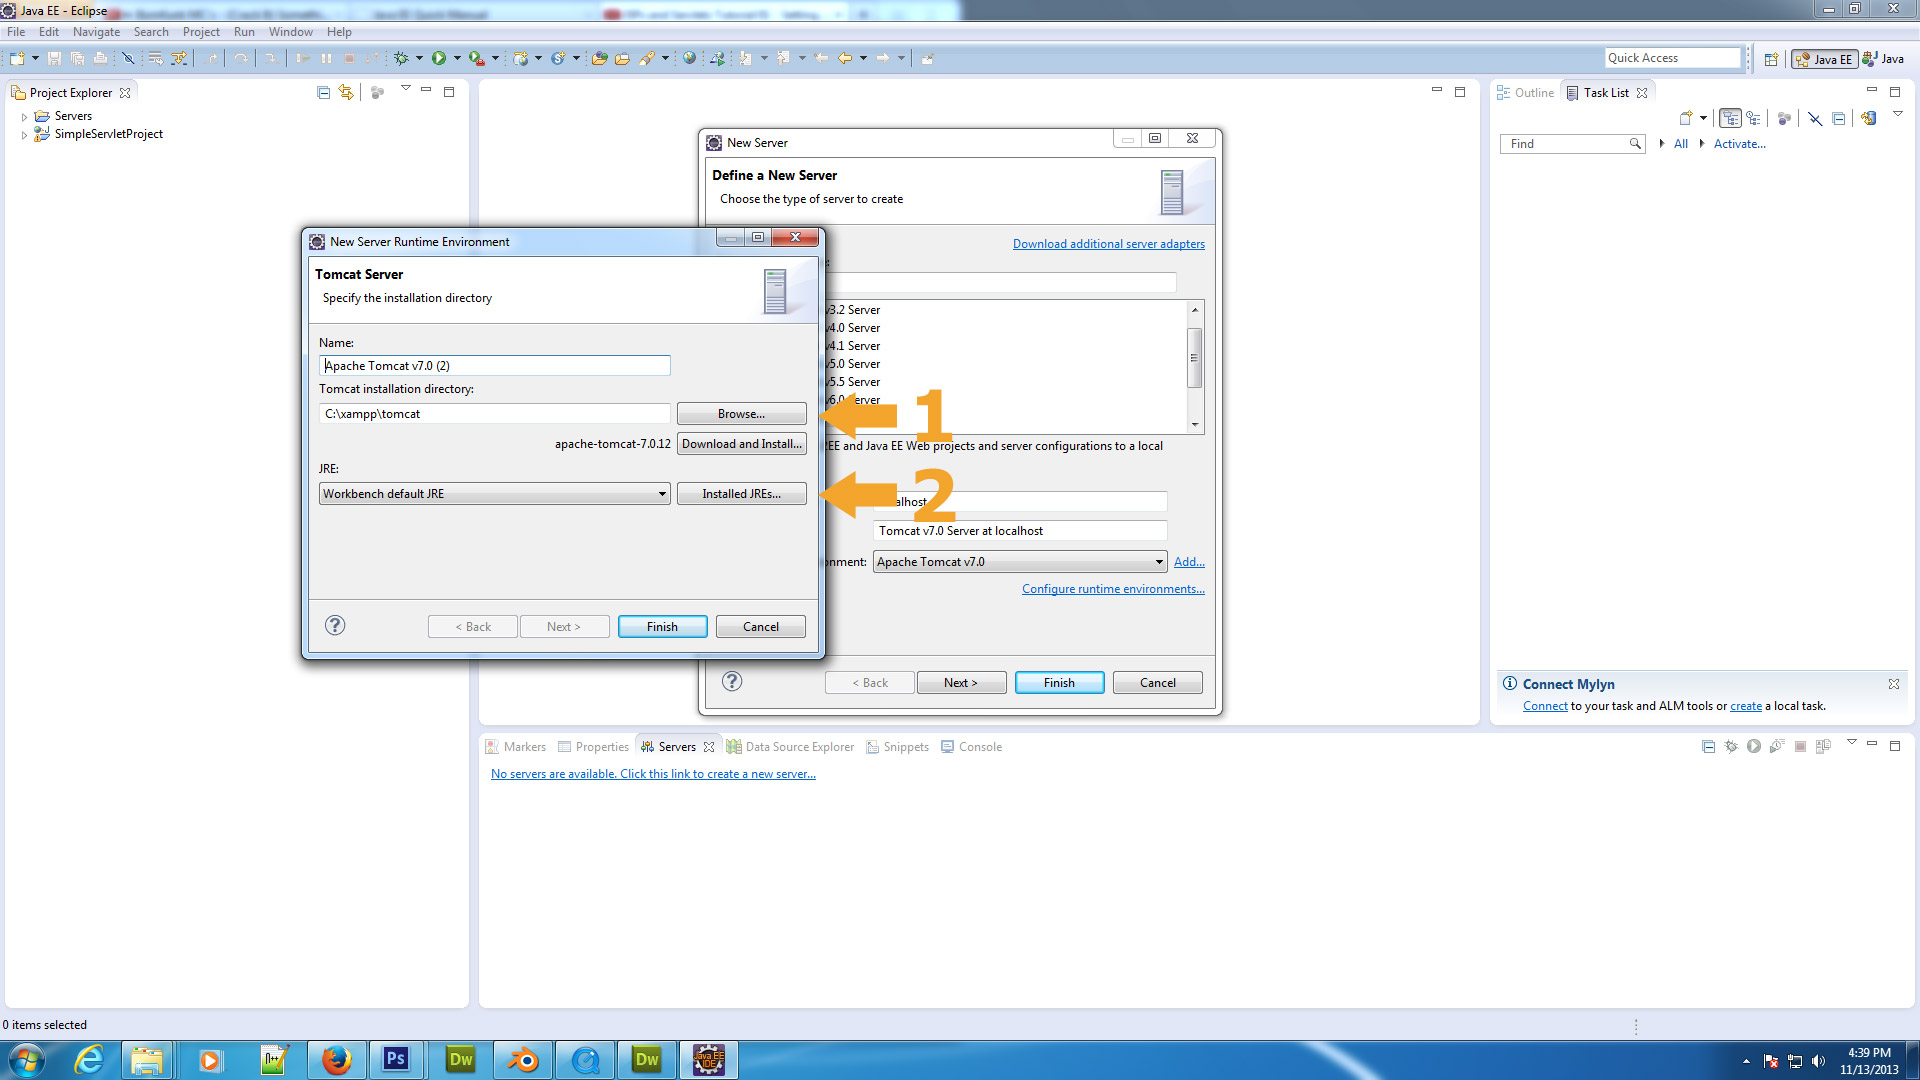 Java EE - Eclipse
File Edit Navigate Search Project Run Window Help
Quick Access
Java EE
Java
Project Explorer
Servers
SimpleServletProject
Outline
Task List
Find
All
Activate...
New Server
Define a New Server
Choose the type of server to create
Download additional server adapters
v3.2 Server
v4.0 Server
v4.1 Server
v5.0 Server
v5.5 Server
v6.0 Server
EE and Java EE Web projects and server configurations to a local
alhost
Tomcat v7.0 Server at localhost
onment: Apache Tomcat v7.0 Add...
Configure runtime environments...
< Back Next > Finish Cancel
New Server Runtime Environment
Tomcat Server
Specify the installation directory
Name:
Apache Tomcat v7.0 (2)
Tomcat installation directory:
C:\xampp\tomcat Browse...
1
apache-tomcat-7.0.12 Download and Install...
JRE:
Workbench default JRE Installed JREs...
2
< Back Next > Finish Cancel
Connect Mylyn
Connect to your task and ALM tools or create a local task.
Markers Properties Servers Data Source Explorer Snippets Console
No servers are available. Click this link to create a new server...
0 items selected
n++
Ps
Dw
Dw
Java EE
IDE
4:39 PM
11/13/2013